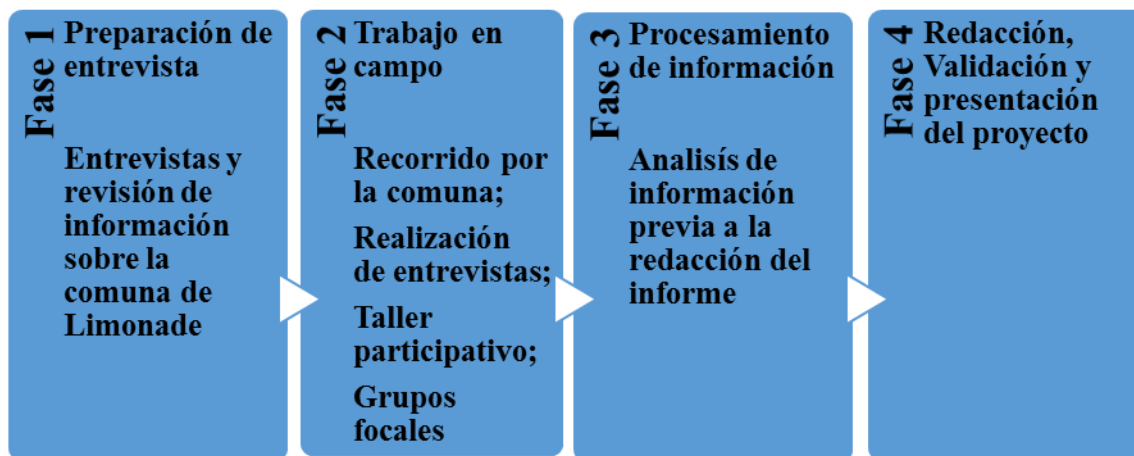 Fase 1
Preparación de
entrevista
Entrevistas y
revisión de
información
sobre la
comuna de
Limonade
Fase 2
Trabajo en
campo
Recorrido por
la comuna;
Realización
de entrevistas;
Taller
participativo;
Grupos
focales
Fase 3
Procesamiento
de información
Analisís de
información
previa a la
redacción del
informe
Fase 4
Redacción,
Validación y
presentación
del proyecto